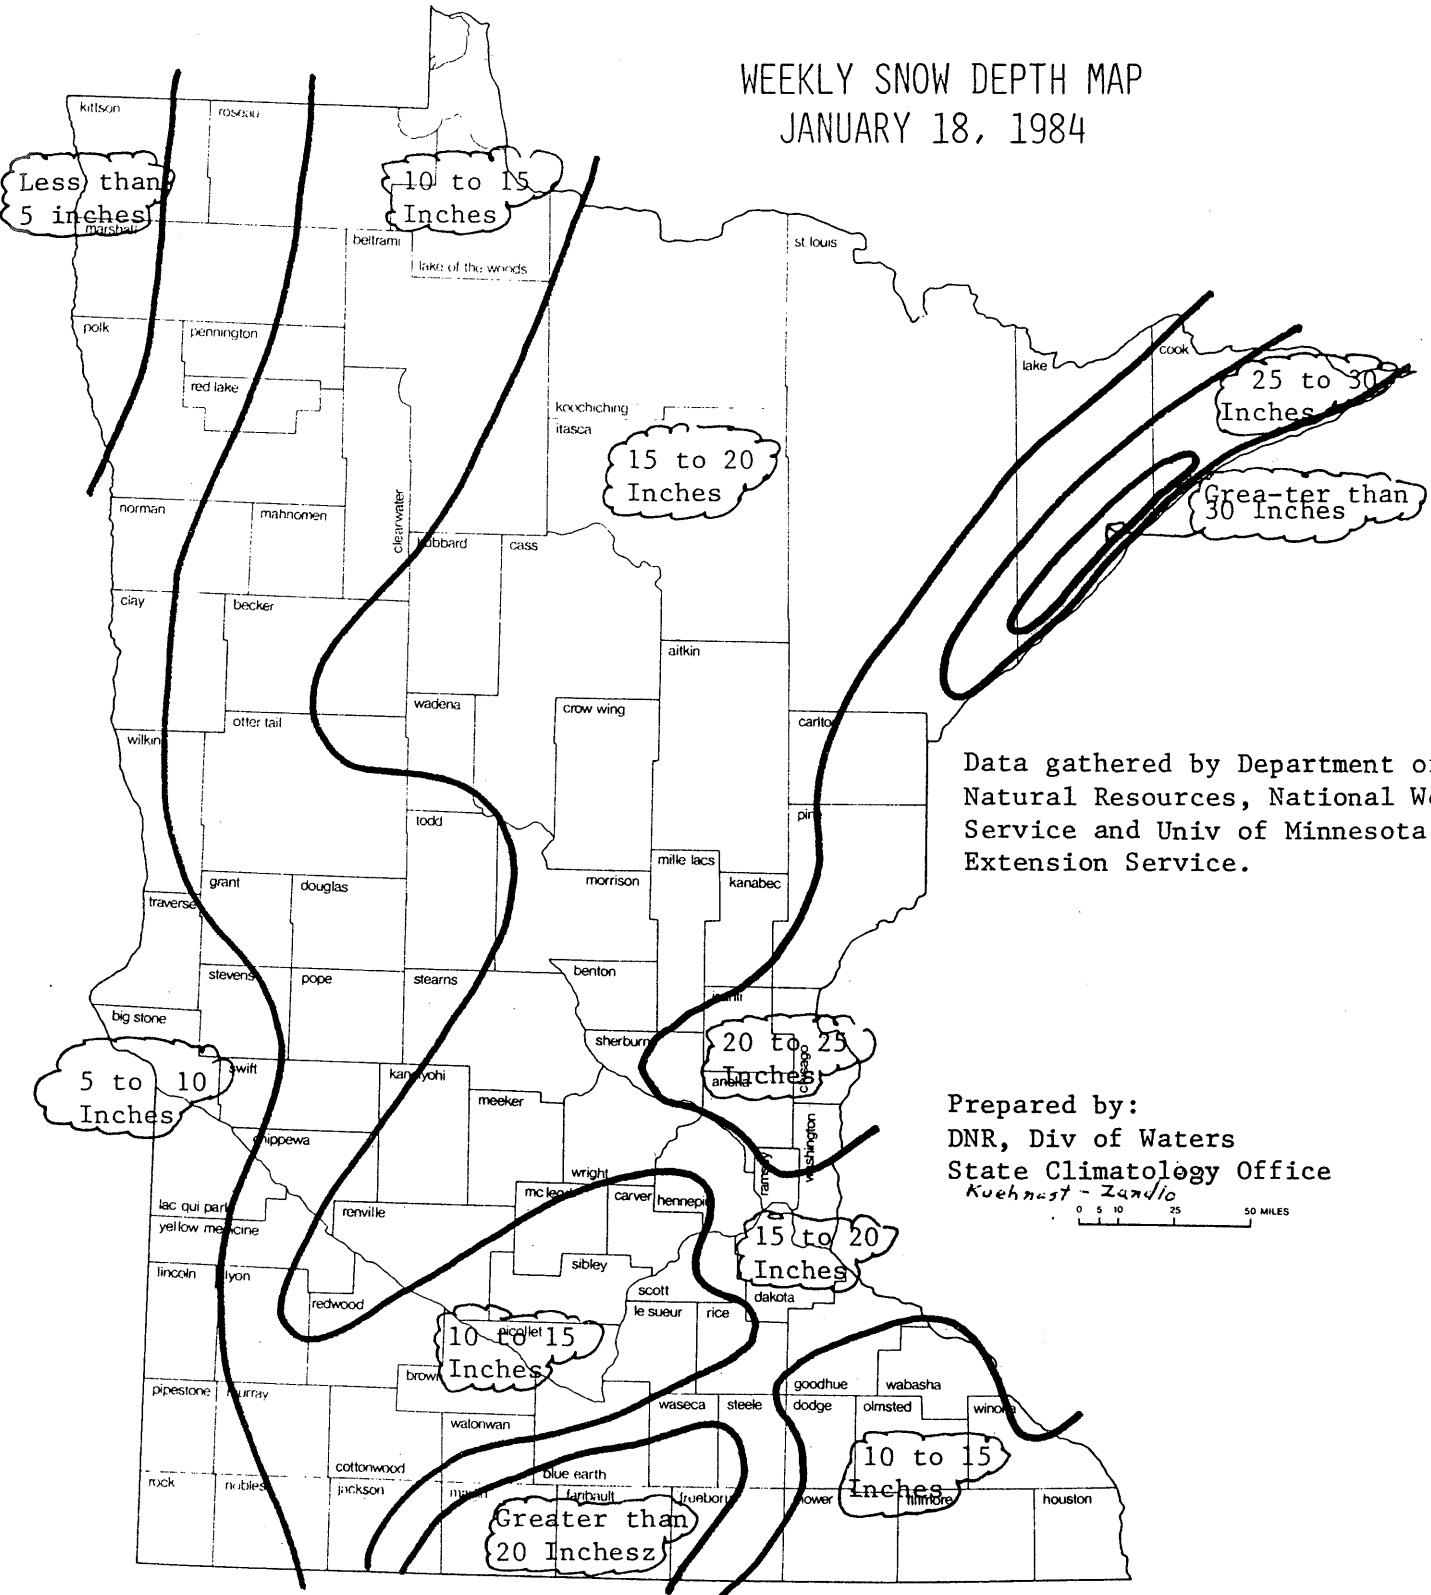 WEEKLY SNOW DEPTH MAP
JANUARY 18, 1984
kittson
roseau
Less than
5 inches
10 to 15
Inches
marshall
beltrami
lake of the woods
st. louis
polk
pennington
red lake
lake
cook
25 to 30
Inches
koochiching
itasca
15 to 20
Inches
Grea-ter than
30 Inches
norman
mahnomen
clearwater
hubbard
cass
clay
becker
aitkin
wadena
crow wing
otter tail
carlton
wilkin
Data gathered by Department of
Natural Resources, National We
Service and Univ of Minnesota
Extension Service.
todd
pine
mille lacs
morrison
kanabec
grant
douglas
traverse
stevens
pope
stearns
benton
isanti
big stone
sherburne
20 to 25
Inches
chisago
anoka
5 to 10
Inches
swift
kandiyohi
meeker
chippewa
washington
ramsey
Prepared by:
DNR, Div of Waters
State Climatology Office
Kuehnast - Zandlo
0 5 10 25 50 MILES
wright
mc leod
carver
hennepin
lac qui parle
renville
yellow medicine
15 to 20
Inches
sibley
lincoln
lyon
scott
dakota
redwood
le sueur
rice
nicollet
10 to 15
Inches
brown
goodhue
wabasha
pipestone
murray
waseca
steele
dodge
olmsted
winona
watonwan
10 to 15
Inches
cottonwood
blue earth
rock
nobles
jackson
martin
faribault
freeborn
mower
fillmore
houston
Greater than
20 Inchesz